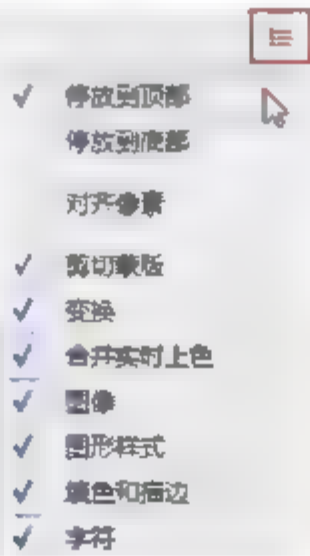 停放到顶部
停放到底部
对齐像素
剪切蒙版
变换
合并实时上色
图像
图形样式
填色和描边
字符